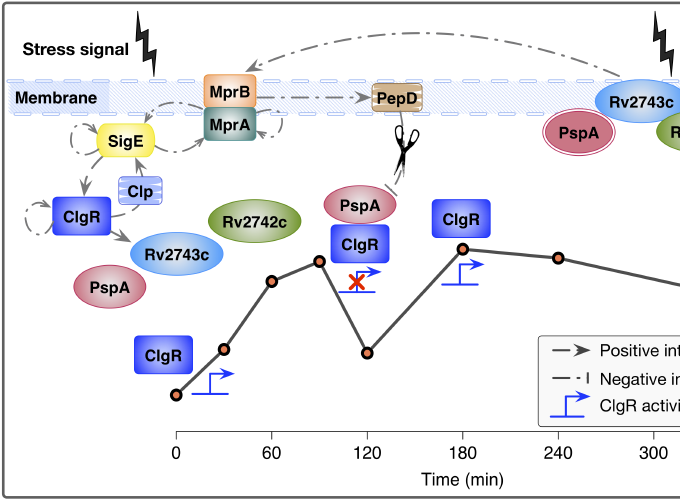 Stress signal
MprB
Membrane
PepD
Rv2743c
MprA
PspA
R
SigE
Clp
ClgR
PspA
ClgR
Rv2742c
ClgR
Rv2743c
PspA
ClgR
Positive int
Negative in
ClgR activi
0 60 120 180 240 300
Time (min)